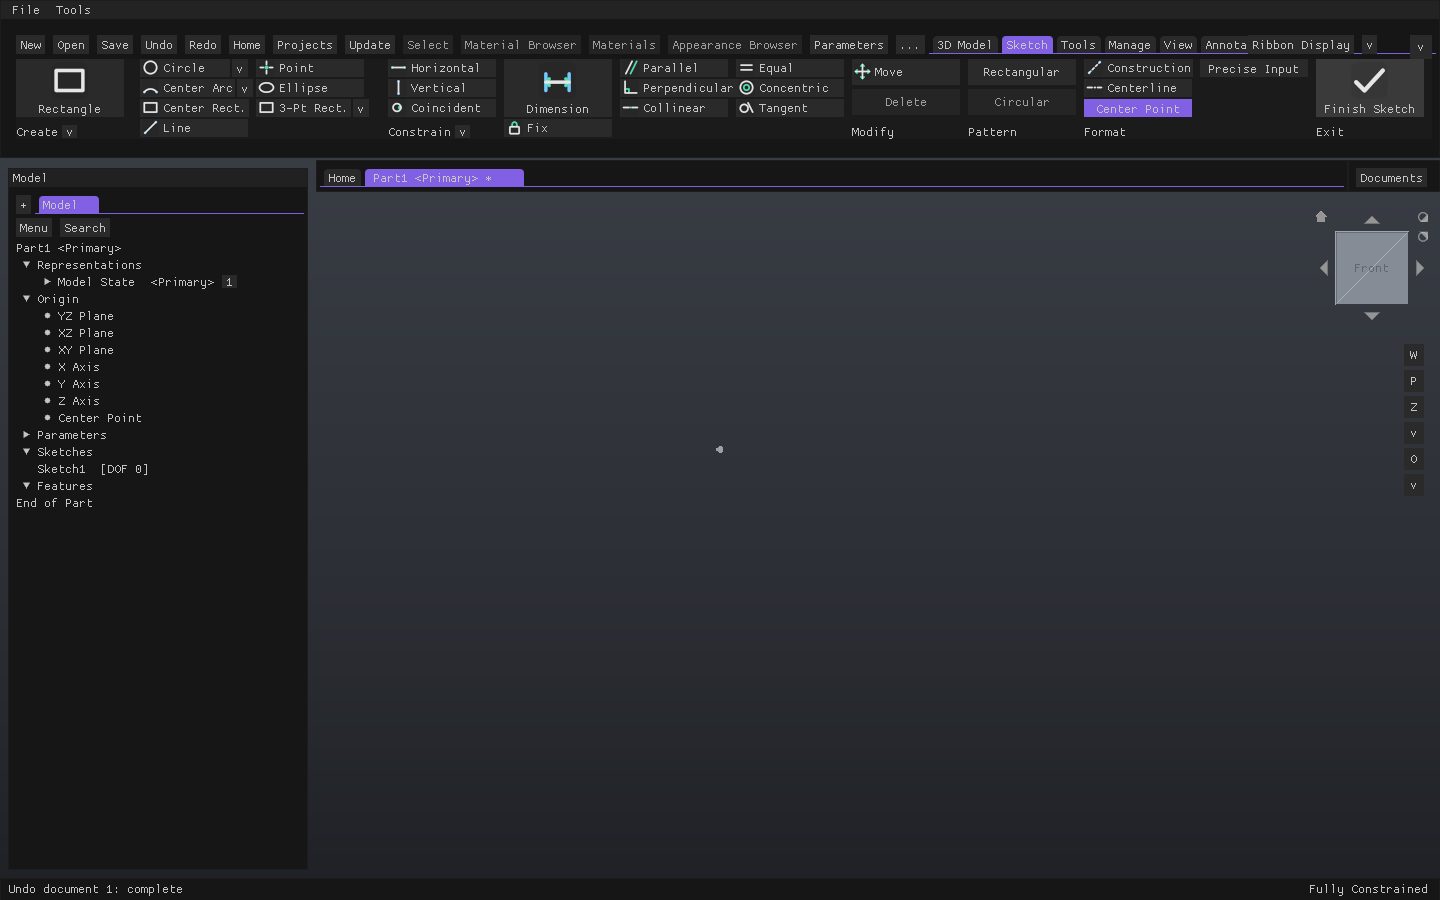 File Tools
New Open Save Undo Redo Home Projects Update Select Material Browser Materials Appearance Browser Parameters ... 3D Model Sketch Tools Manage View Annota Ribbon Display v v
Rectangle
Create v
Circle v Point
Center Arc v Ellipse
Center Rect. 3-Pt Rect. v
Line
Horizontal
Vertical
Coincident
Constrain v
Dimension
Fix
Parallel Equal
Perpendicular Concentric
Collinear Tangent
Move
Delete
Modify
Rectangular
Circular
Pattern
Construction
Centerline
Center Point
Format
Precise Input
Finish Sketch
Exit
Model
+ Model
Menu Search
Part1 <Primary>
Representations
Model State <Primary> 1
Origin
YZ Plane
XZ Plane
XY Plane
X Axis
Y Axis
Z Axis
Center Point
Parameters
Sketches
Sketch1 [DOF 0]
Features
End of Part
Home Part1 <Primary> * Documents
Front
W
P
Z
v
O
v
Undo document 1: complete
Fully Constrained